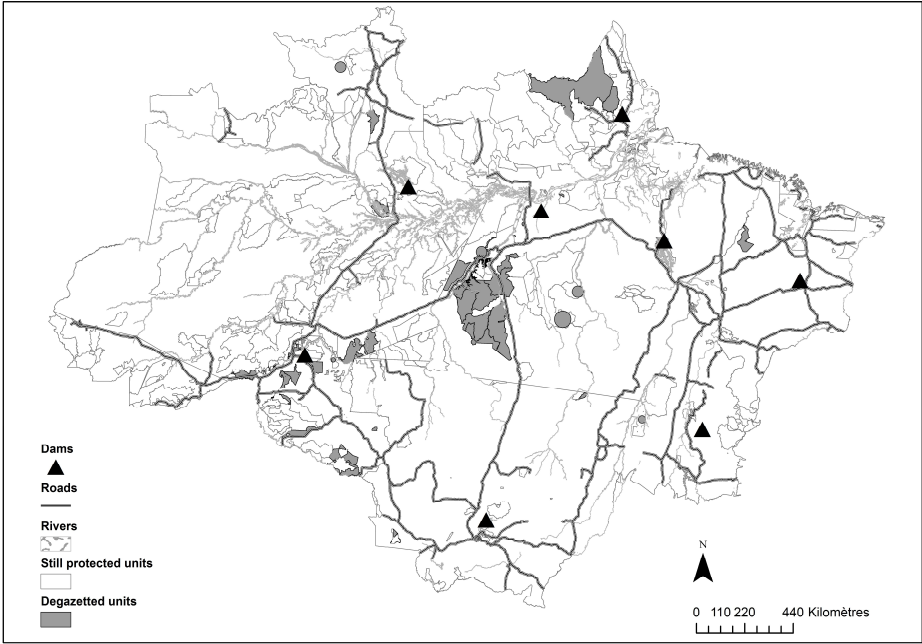 Dams
Roads
Rivers
Still protected units
Degazetted units
N
0 110 220 440 Kilomètres